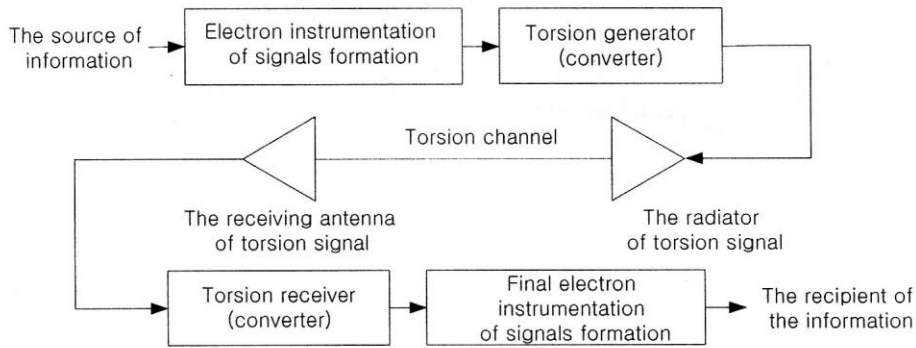 The source of
information
Electron instrumentation
of signals formation
Torsion generator
(converter)
Torsion channel
The receiving antenna
of torsion signal
The radiator
of torsion signal
Torsion receiver
(converter)
Final electron
instrumentation
of signals formation
The recipient of
the information